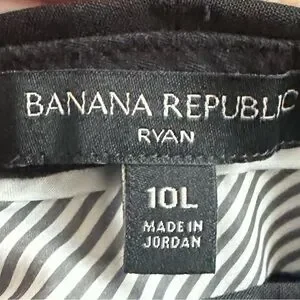 BANANA REPUBLIC
RYAN
10L
MADE IN
JORDAN